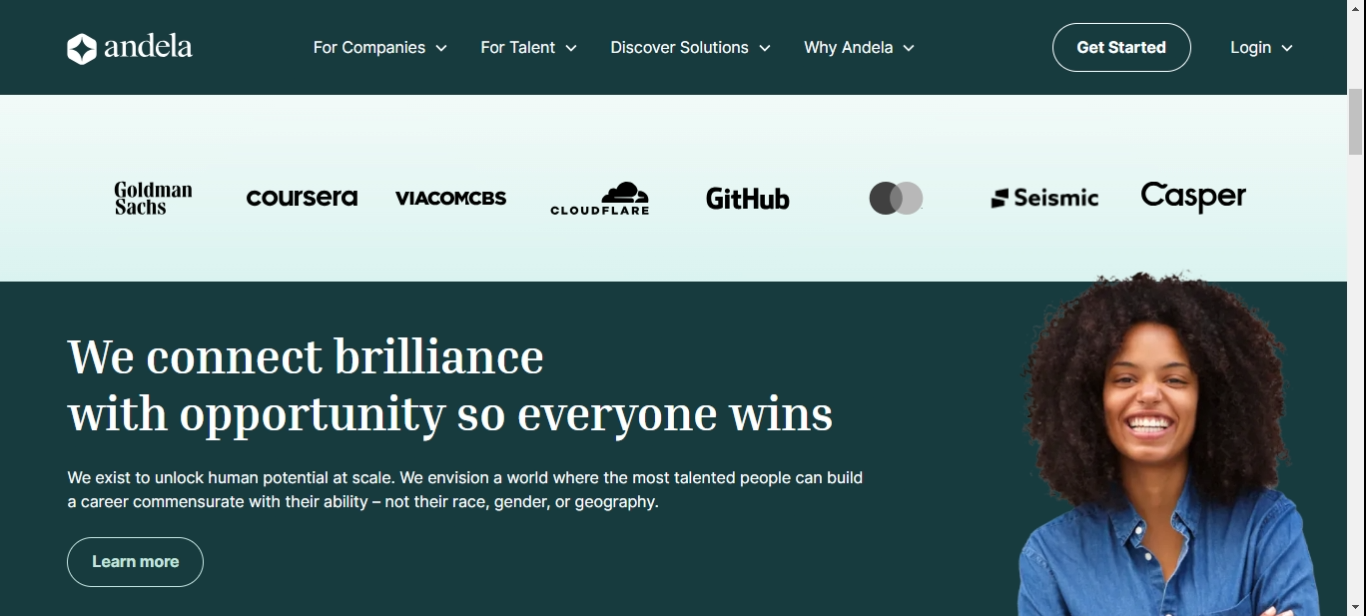 andela
For Companies
For Talent
Discover Solutions
Why Andela
Get Started
Login
Goldman
Sachs
coursera
VIACOMCBS
CLOUDFLARE
GitHub
Seismic
Casper
We connect brilliance
with opportunity so everyone wins
We exist to unlock human potential at scale. We envision a world where the most talented people can build
a career commensurate with their ability – not their race, gender, or geography.
Learn more